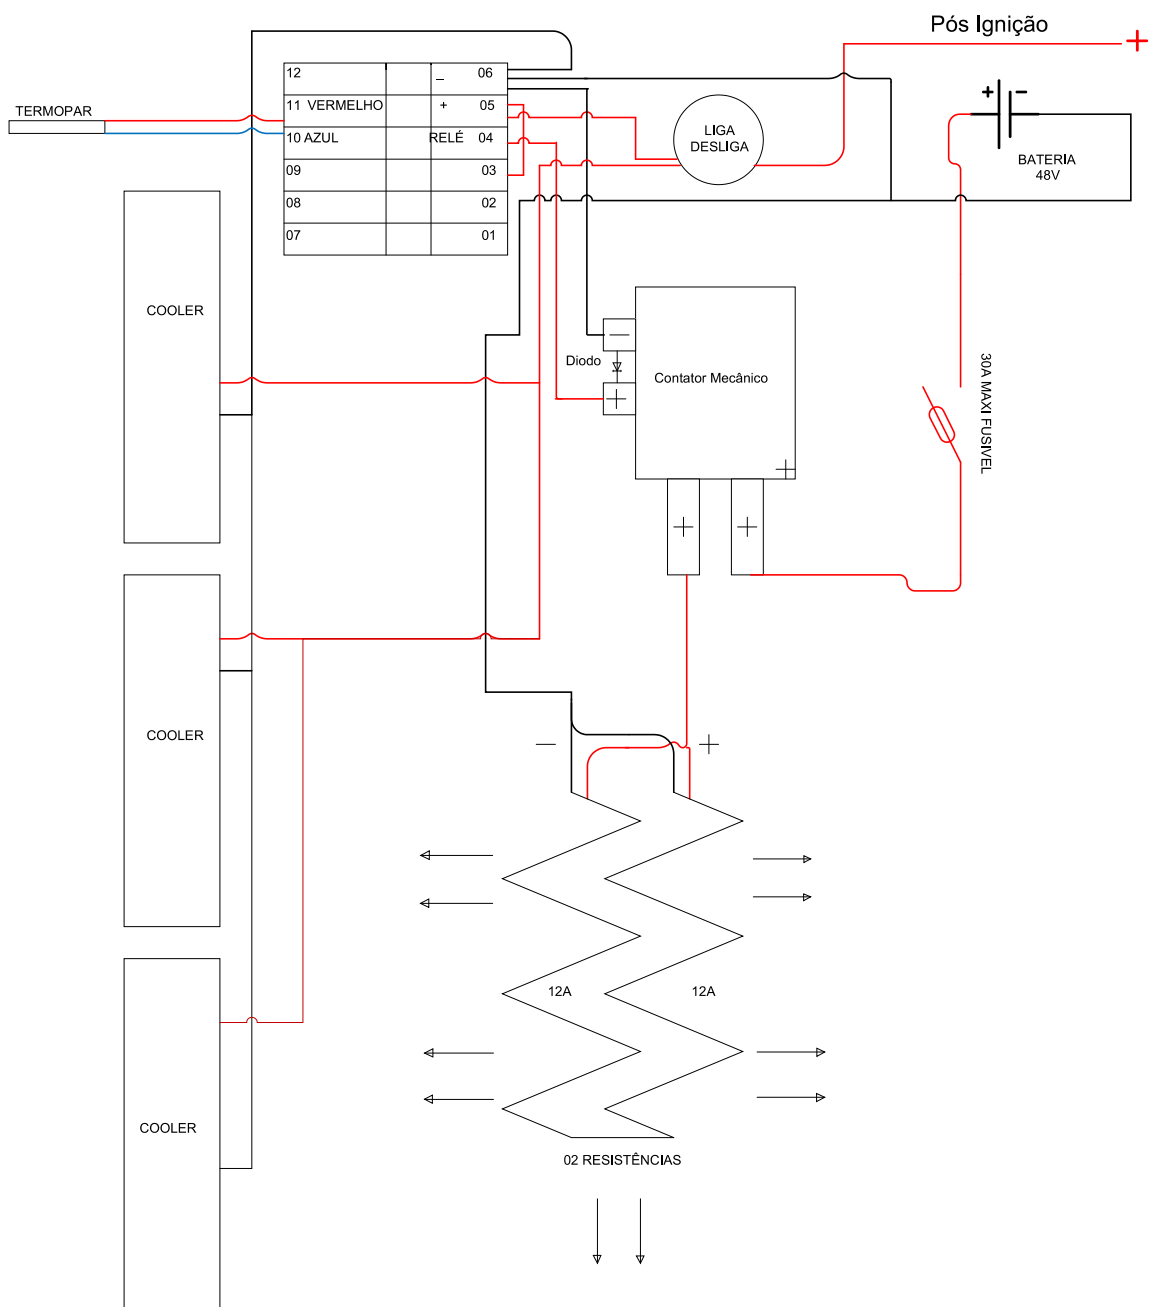 Pós Ignição
+
12
_ 06
11 VERMELHO
+ 05
10 AZUL
RELÉ 04
09
03
08
02
07
01
TERMOPAR
LIGA
DESLIGA
+ -
BATERIA
48V
COOLER
Diodo
Contator Mecânico
30A MAXI FUSIVEL
COOLER
12A
12A
COOLER
02 RESISTÊNCIAS